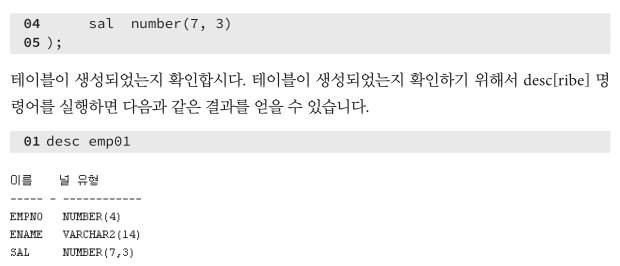 04 sal number(7, 3)
05 );
테이블이 생성되었는지 확인합시다. 테이블이 생성되었는지 확인하기 위해서 desc[ribe] 명
령어를 실행하면 다음과 같은 결과를 얻을 수 있습니다.
01 desc emp01
이름 널 유형
----- - ------------
EMPNO NUMBER(4)
ENAME VARCHAR2(14)
SAL NUMBER(7,3)